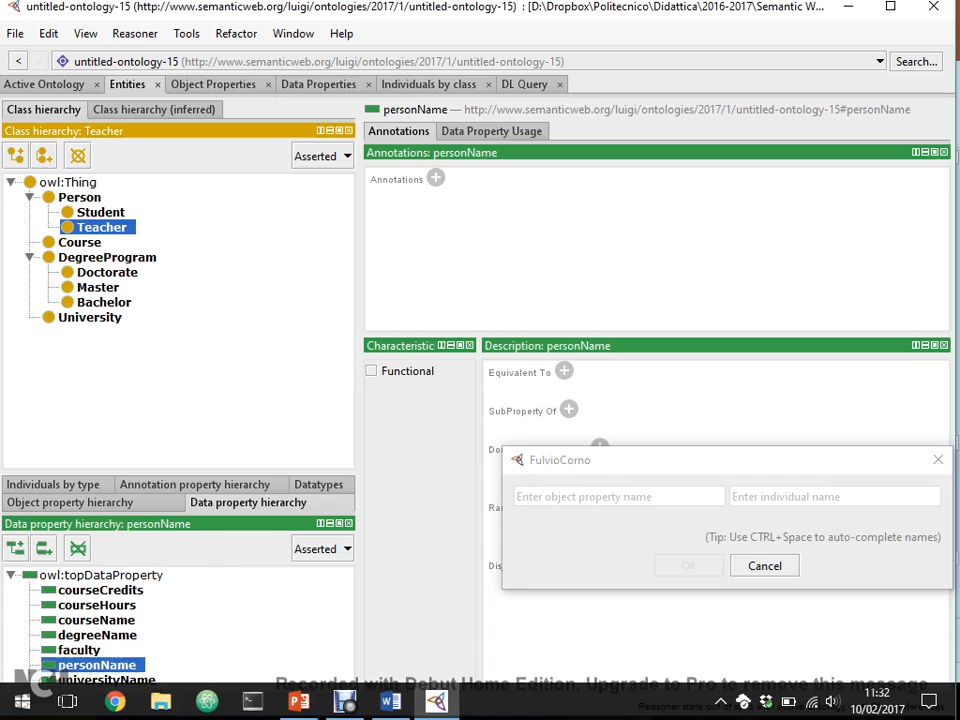 untitled-ontology-15 (http://www.semanticweb.org/luigi/ontologies/2017/1/untitled-ontology-15) : [D:\Dropbox\Politecnico\Didattica\2016-2017\Semantic W...
File Edit View Reasoner Tools Refactor Window Help
< > untitled-ontology-15 (http://www.semanticweb.org/luigi/ontologies/2017/1/untitled-ontology-15) Search...
Active Ontology × Entities × Object Properties × Data Properties × Individuals by class × DL Query ×
Class hierarchy Class hierarchy (inferred)
Class hierarchy: Teacher
Asserted
owl:Thing
Person
Student
Teacher
Course
DegreeProgram
Doctorate
Master
Bachelor
University
personName — http://www.semanticweb.org/luigi/ontologies/2017/1/untitled-ontology-15#personName
Annotations Data Property Usage
Annotations: personName
Annotations
Characteristic
Functional
Description: personName
Equivalent To
SubProperty Of
Do
Ra
Dis
FulvioCorno
Enter object property name Enter individual name
(Tip: Use CTRL+Space to auto-complete names)
OK Cancel
Individuals by type Annotation property hierarchy Datatypes
Object property hierarchy Data property hierarchy
Data property hierarchy: personName
Asserted
owl:topDataProperty
courseCredits
courseHours
courseName
degreeName
faculty
personName
universityName
Recorded with Debut Home Edition. Upgrade to Pro to remove this message
NCH
11:32
10/02/2017